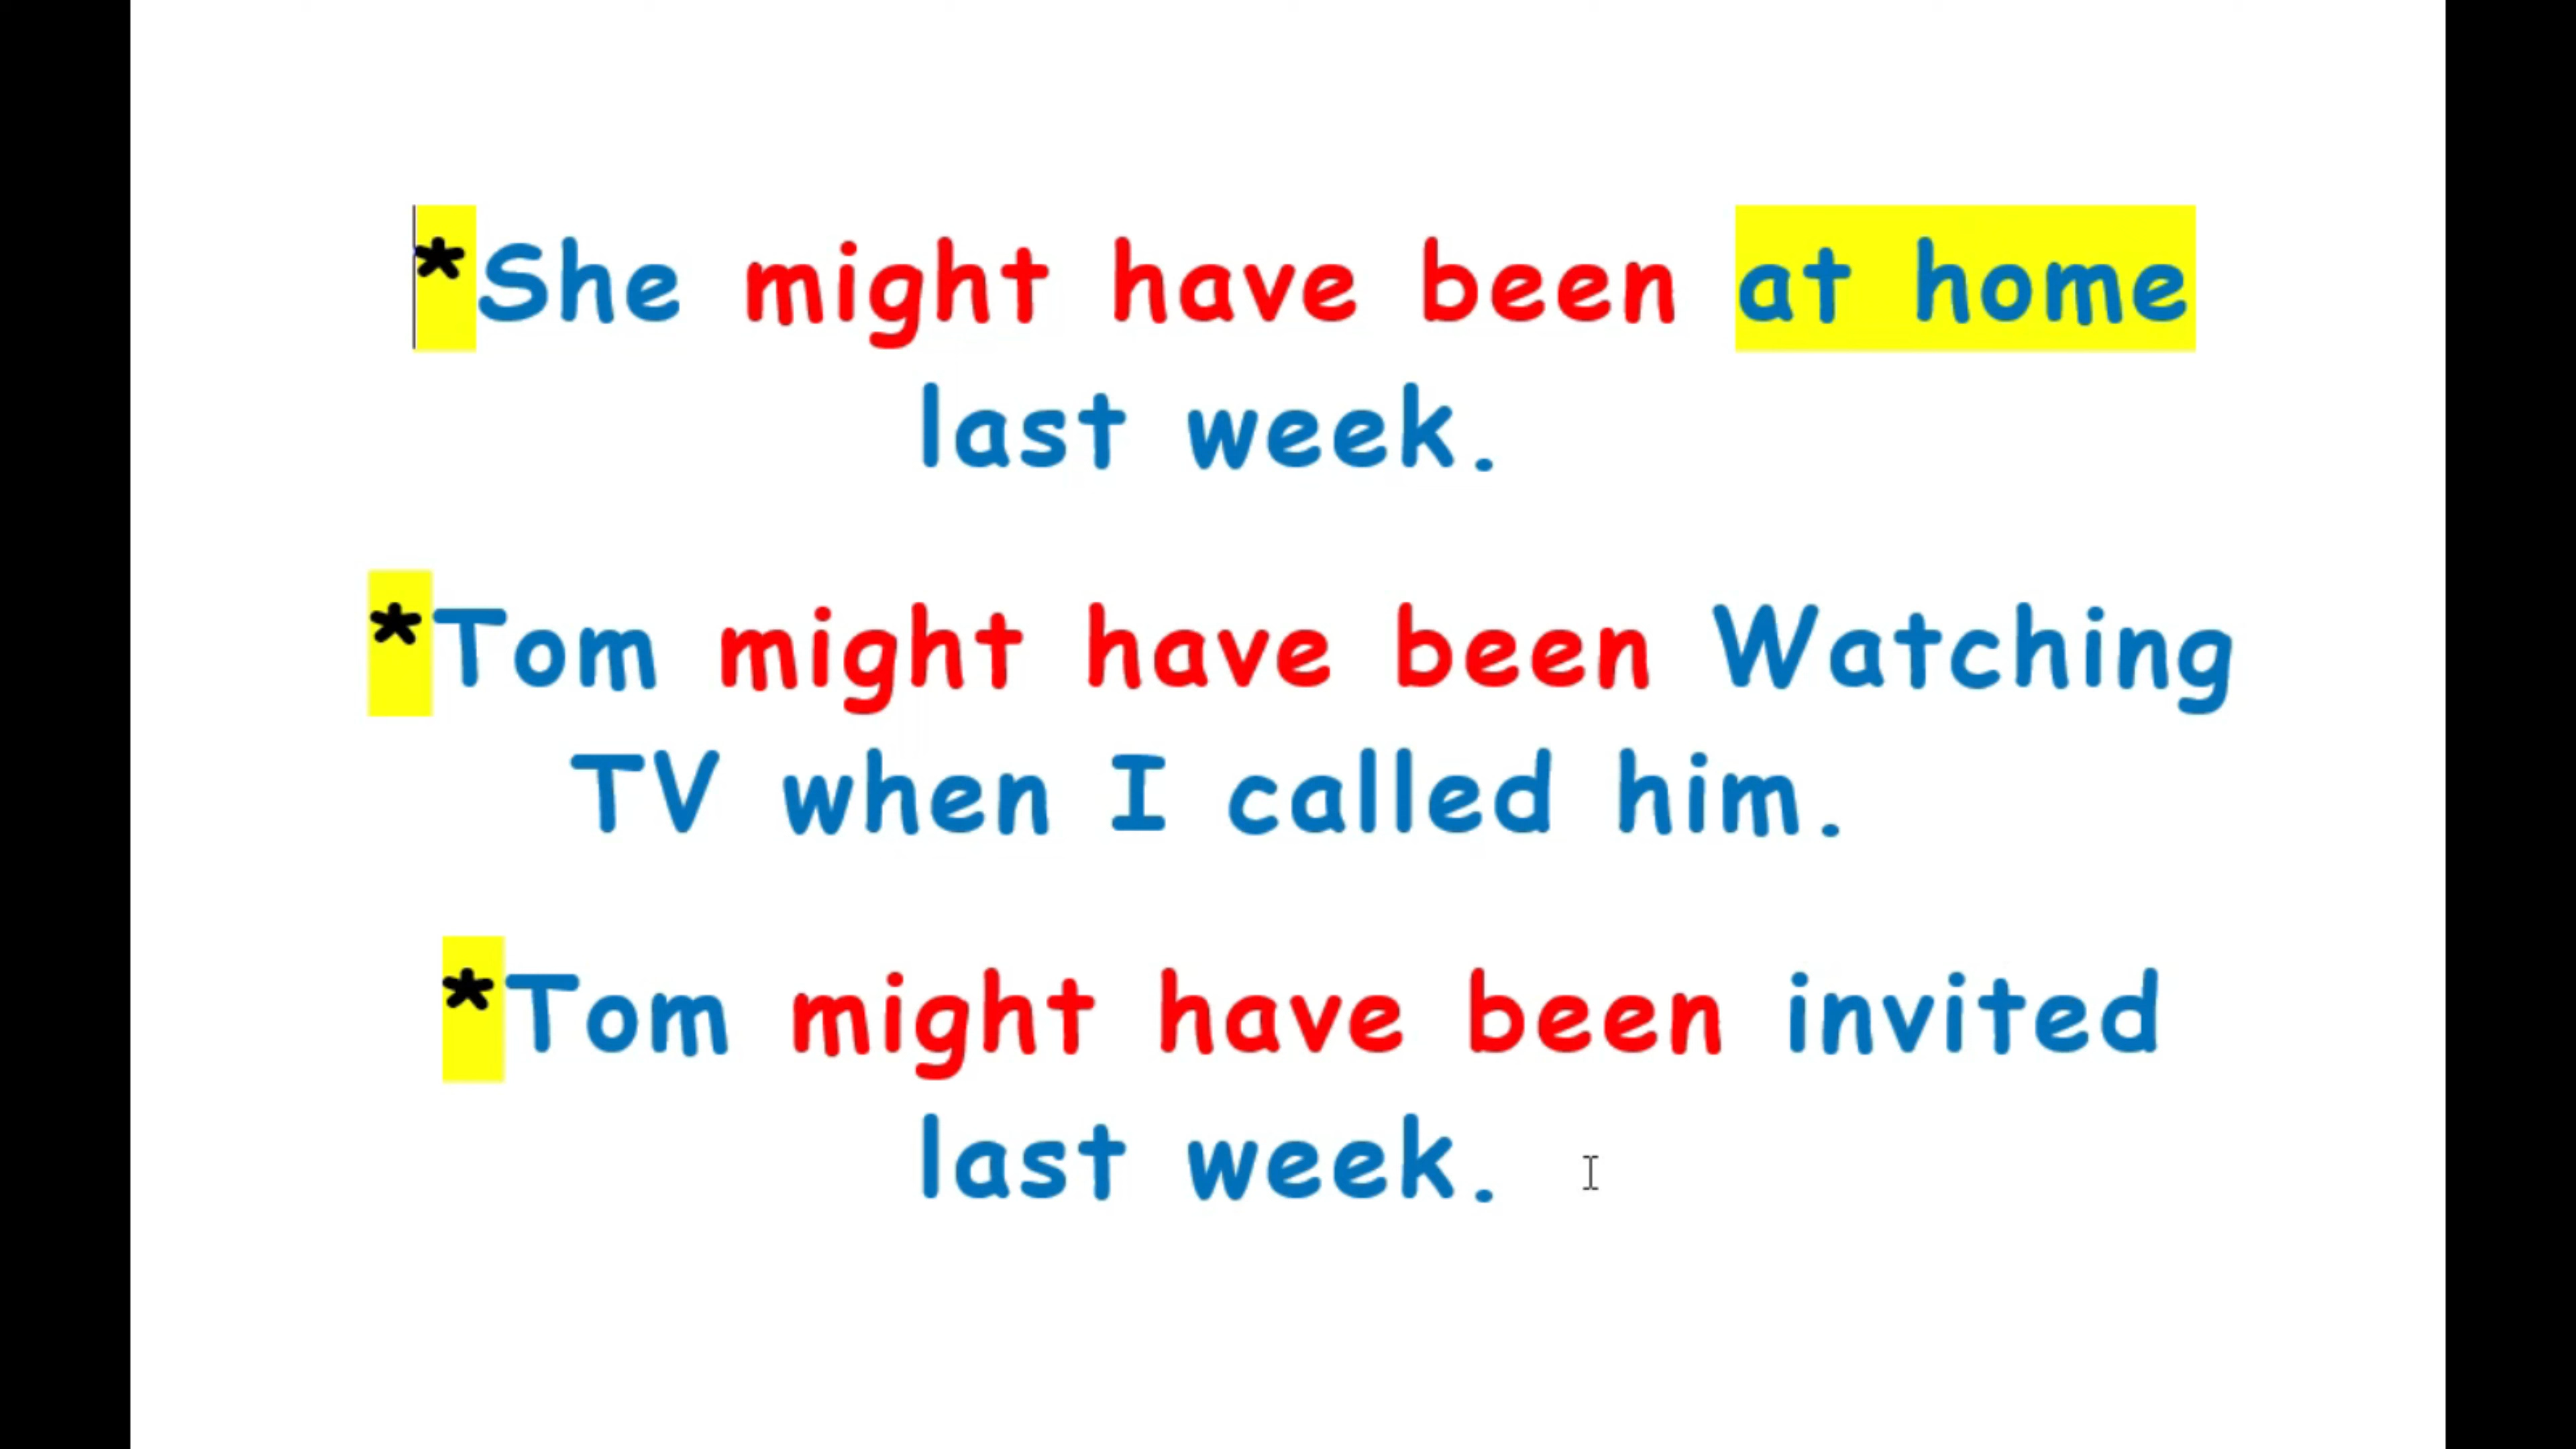 *She might have been at home
last week.
*Tom might have been Watching
TV when I called him.
*Tom might have been invited
last week.